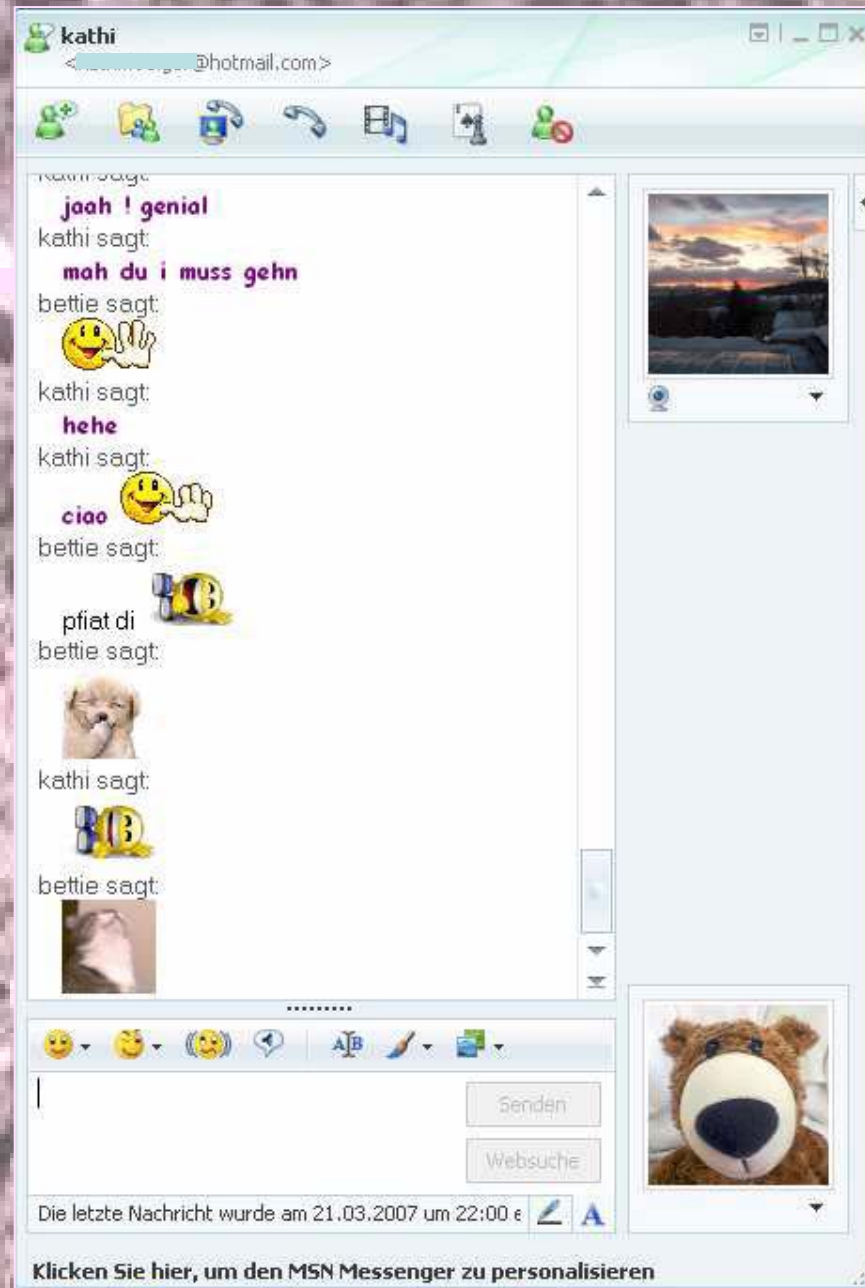 kathi
@hotmail.com>
kathi sagt:
jaah ! genial
kathi sagt:
mah du i muss gehn
bettie sagt:
kathi sagt:
hehe
kathi sagt:
ciao
bettie sagt:
pfiat di
bettie sagt:
kathi sagt:
bettie sagt:
Senden
Websuche
Die letzte Nachricht wurde am 21.03.2007 um 22:00 e
Klicken Sie hier, um den MSN Messenger zu personalisieren